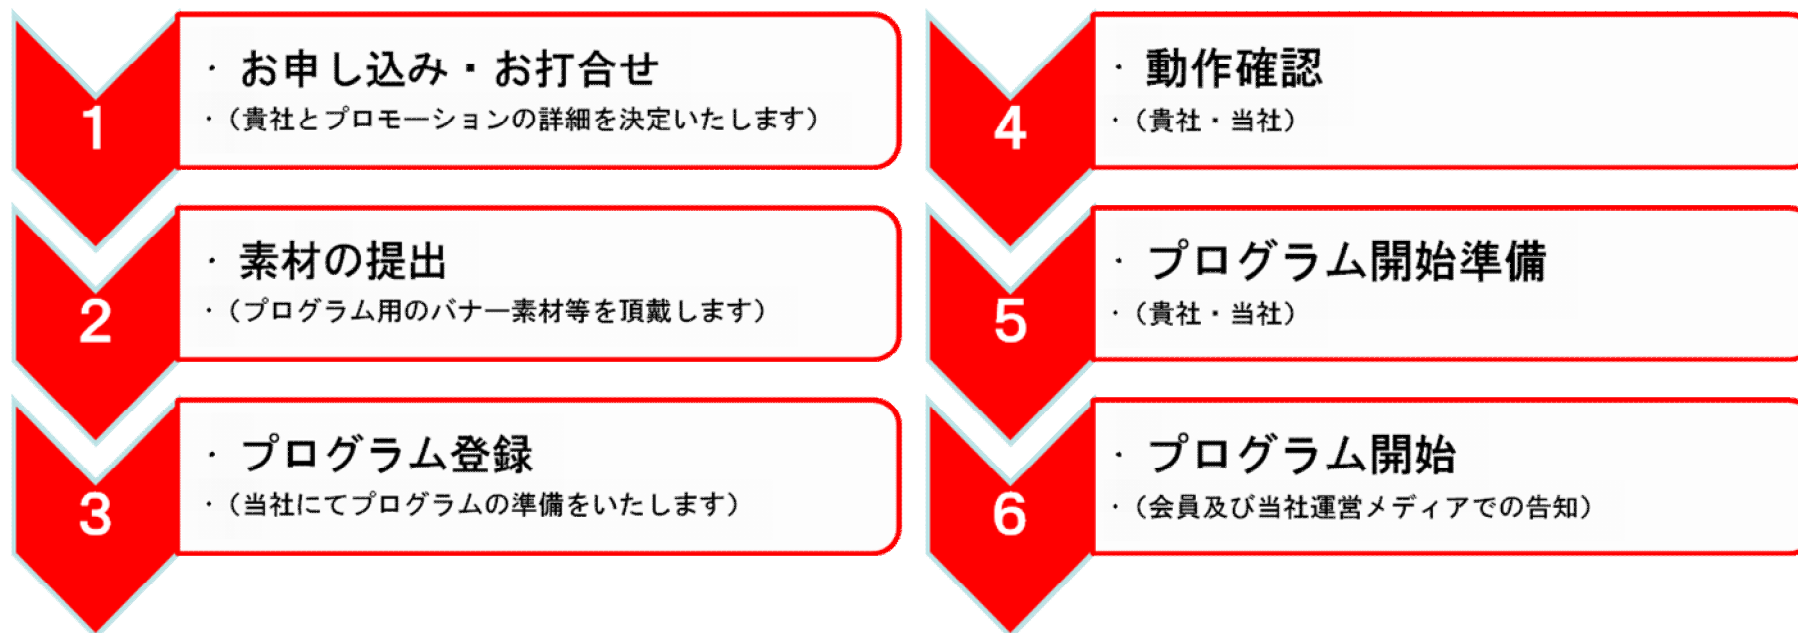 1
・お申し込み・お打合せ
・（貴社とプロモーションの詳細を決定いたします）
2
・素材の提出
・（プログラム用のバナー素材等を頂戴します）
3
・プログラム登録
・（当社にてプログラムの準備をいたします）
4
・動作確認
・（貴社・当社）
5
・プログラム開始準備
・（貴社・当社）
6
・プログラム開始
・（会員及び当社運営メディアでの告知）